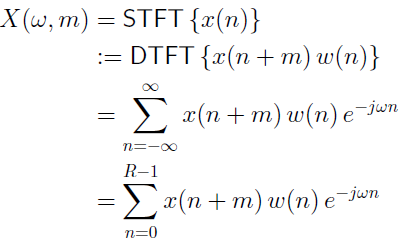 X(ω, m) = STFT {x(n)}
:= DTFT {x(n + m) w(n)}
= ∑_{n=−∞}^{∞} x(n + m) w(n) e^{−jωn}
= ∑_{n=0}^{R−1} x(n + m) w(n) e^{−jωn}